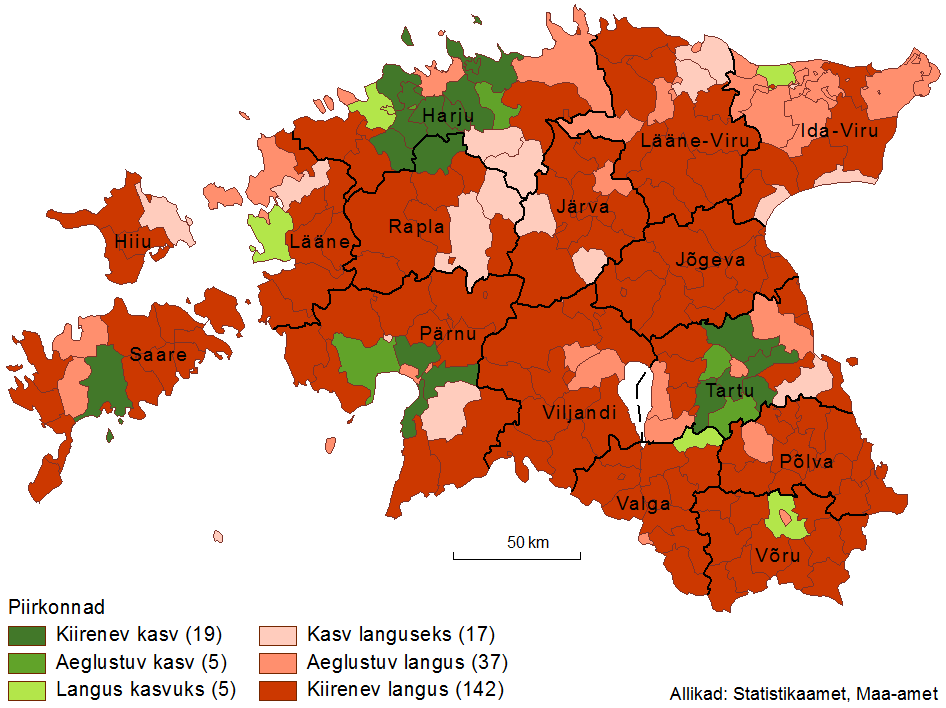 Harju
Lääne-Viru
Ida-Viru
Hiiu
Lääne
Rapla
Järva
Jõgeva
Saare
Pärnu
Viljandi
Tartu
Põlva
Valga
Võru
50 km
Piirkonnad
Kiirenev kasv (19)
Aeglustuv kasv (5)
Langus kasvuks (5)
Kasv languseks (17)
Aeglustuv langus (37)
Kiirenev langus (142)
Allikad: Statistikaamet, Maa-amet